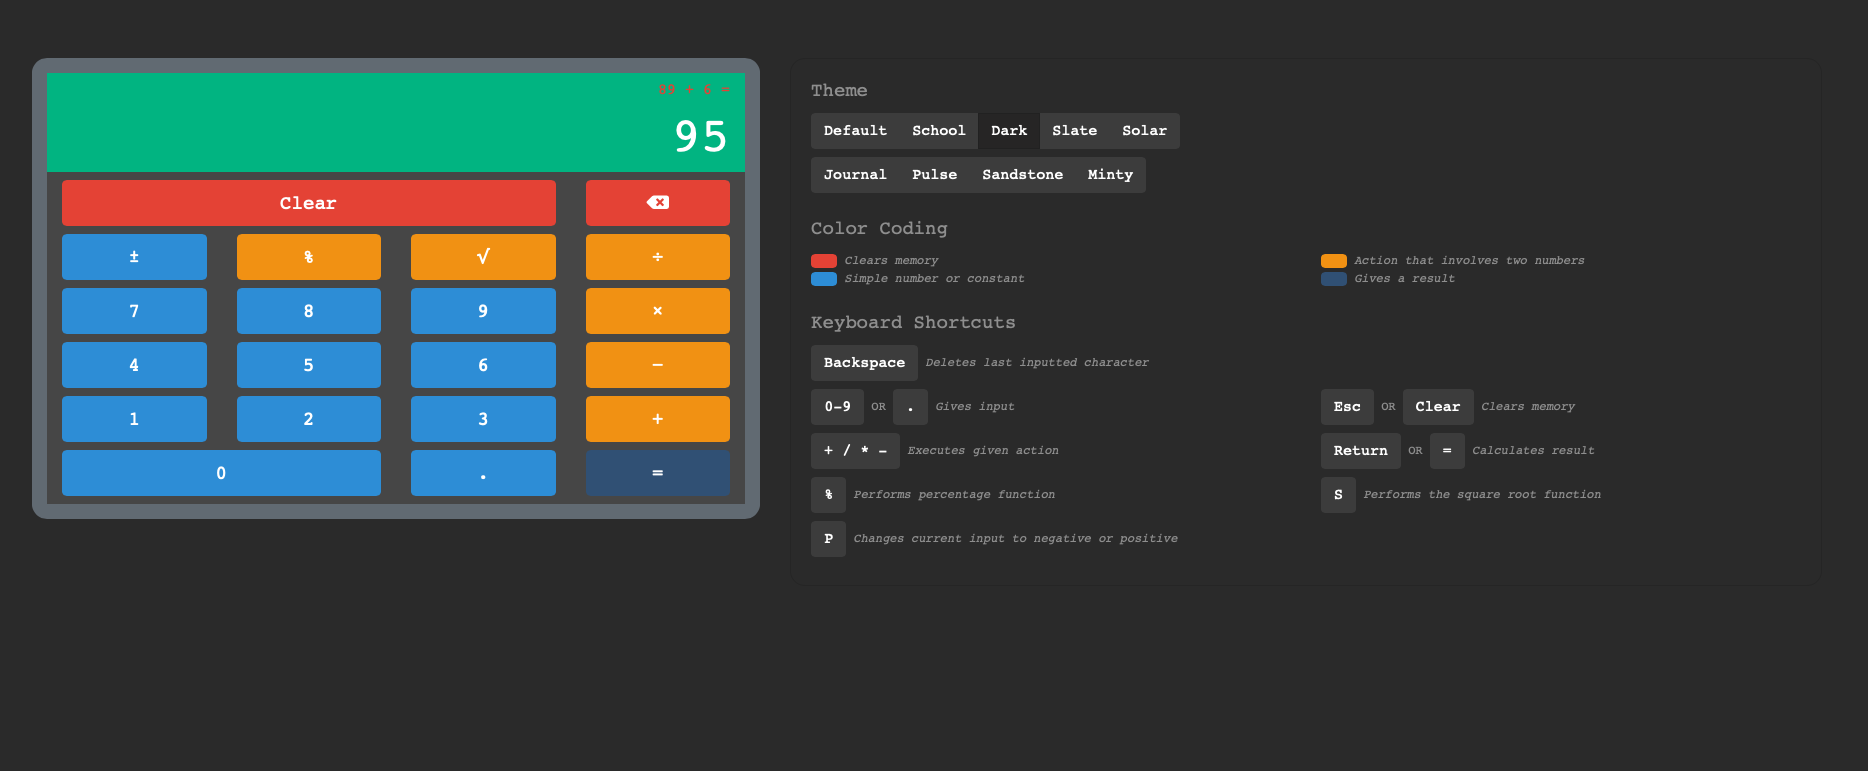 89 + 6 =
95
Clear
± % √ ÷
7 8 9 ×
4 5 6 −
1 2 3 +
0 . =
Theme
Default School Dark Slate Solar
Journal Pulse Sandstone Minty
Color Coding
Clears memory
Action that involves two numbers
Simple number or constant
Gives a result
Keyboard Shortcuts
Backspace Deletes last inputted character
0-9 OR . Gives input
Esc OR Clear Clears memory
+ / * - Executes given action
Return OR = Calculates result
% Performs percentage function
S Performs the square root function
P Changes current input to negative or positive